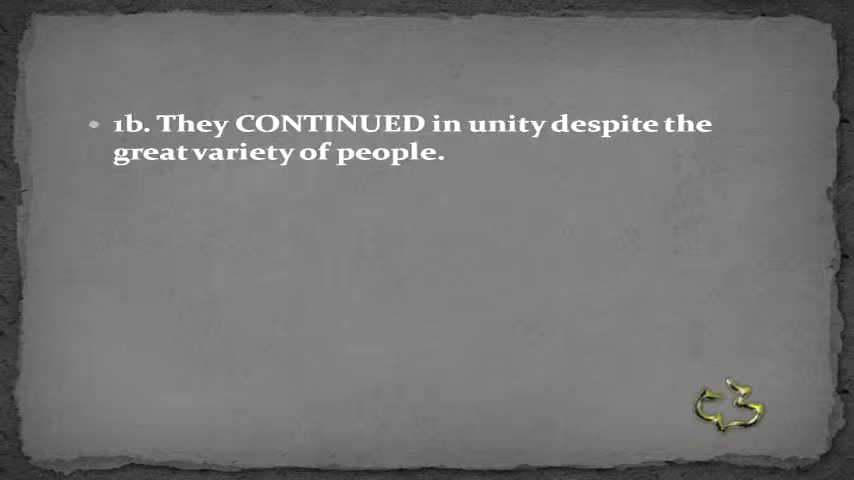 • 1b. They CONTINUED in unity despite the
great variety of people.